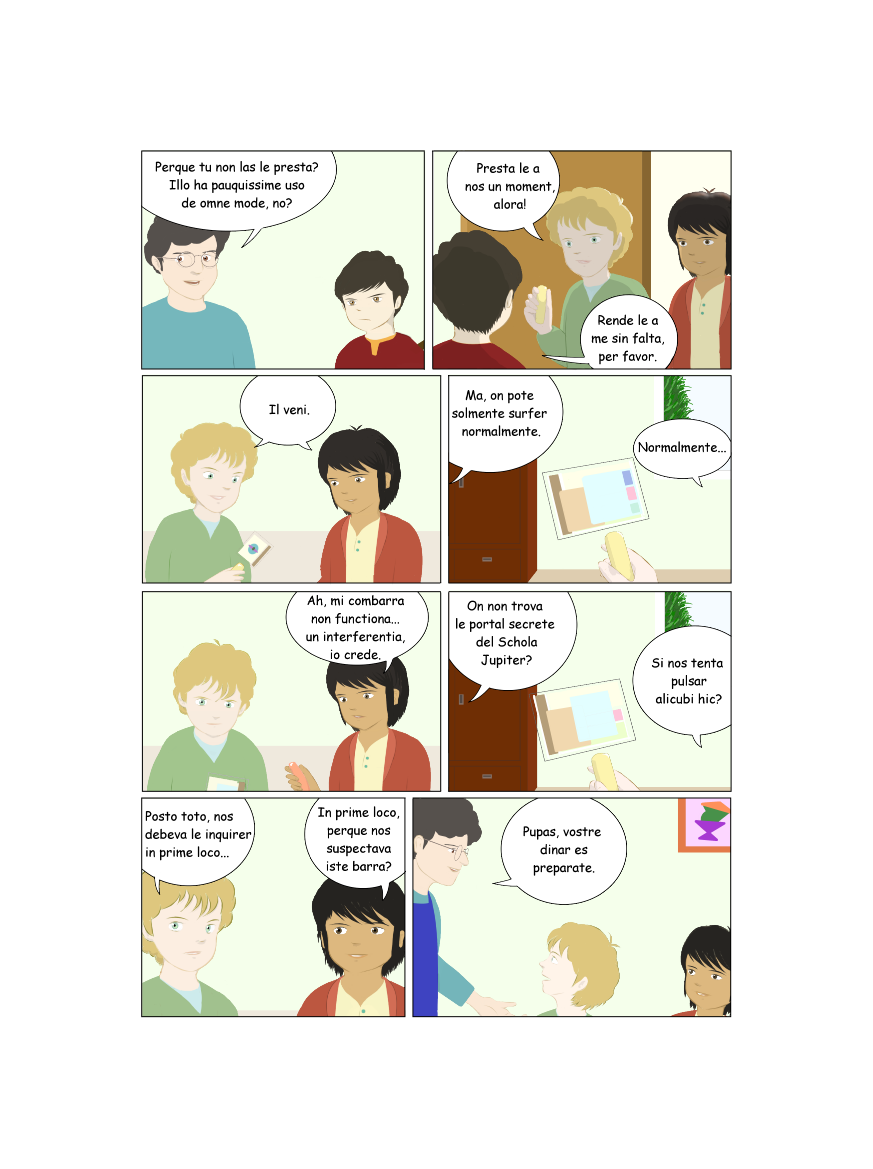 Perque tu non las le presta?
Illo ha pauquissime uso
de omne mode, no?
Presta le a
nos un moment,
alora!
Rende le a
me sin falta,
per favor.
Il veni.
Ma, on pote
solmente surfer
normalmente.
Normalmente...
Ah, mi combarra
non functiona...
un interferentia,
io crede.
On non trova
le portal secrete
del Schola
Jupiter?
Si nos tenta
pulsar
alicubi hic?
Posto toto, nos
debeva le inquirer
in prime loco...
In prime loco,
perque nos
suspectava
iste barra?
Pupas, vostre
dinar es
preparate.